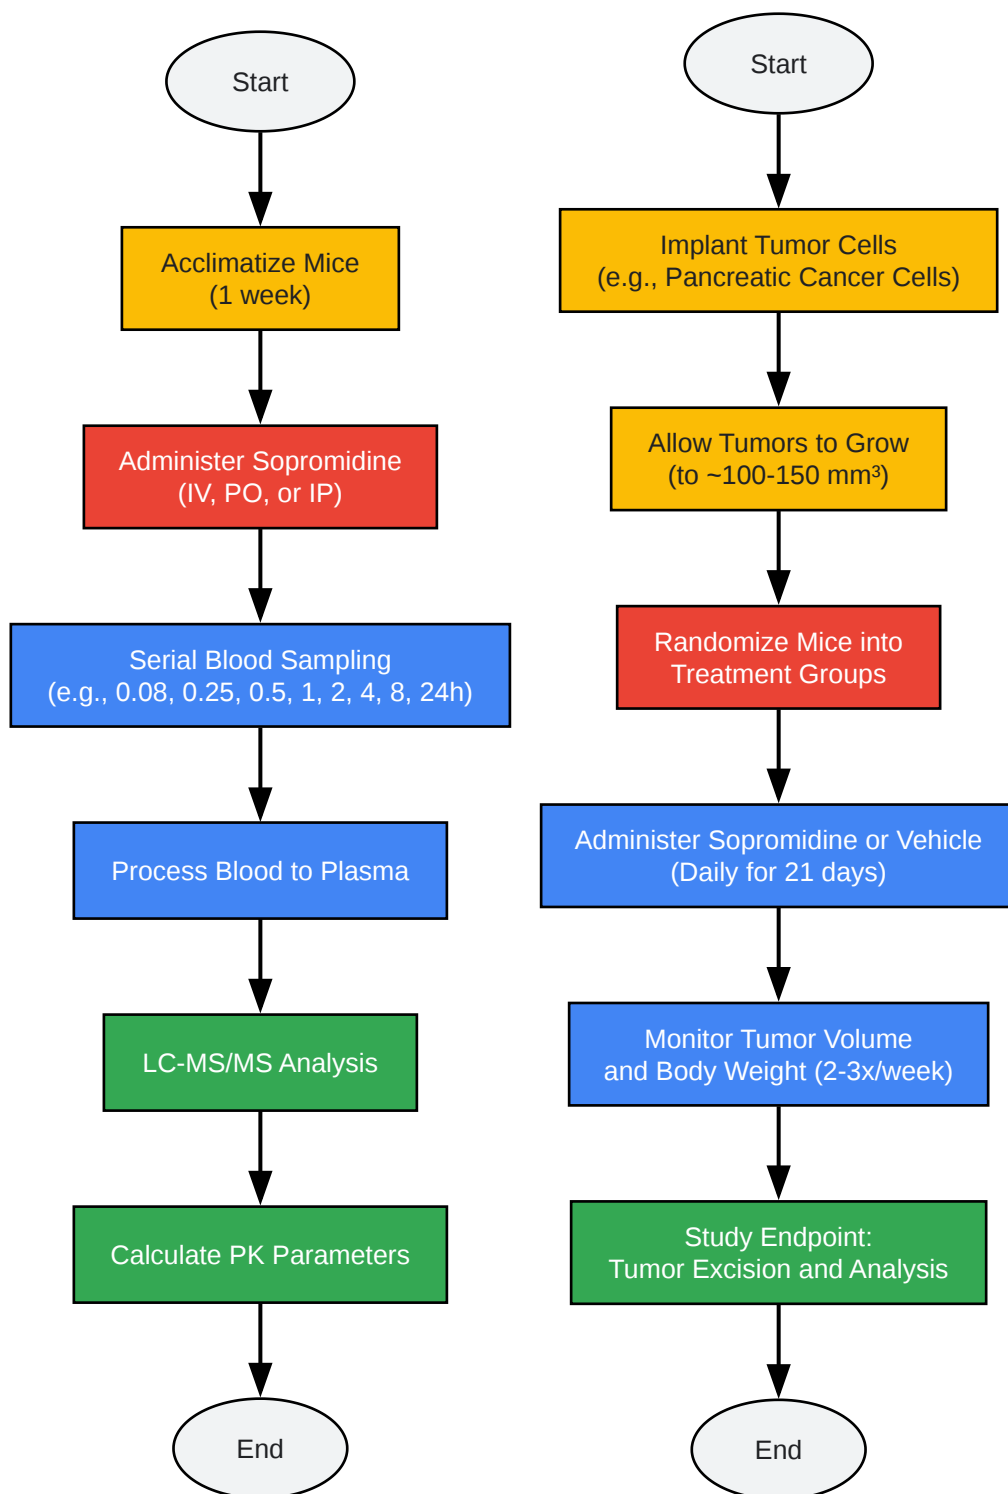 Start
Acclimatize Mice
(1 week)
Administer Sopromidine
(IV, PO, or IP)
Serial Blood Sampling
(e.g., 0.08, 0.25, 0.5, 1, 2, 4, 8, 24h)
Process Blood to Plasma
LC-MS/MS Analysis
Calculate PK Parameters
End
Start
Implant Tumor Cells
(e.g., Pancreatic Cancer Cells)
Allow Tumors to Grow
(to ~100-150 mm³)
Randomize Mice into
Treatment Groups
Administer Sopromidine or Vehicle
(Daily for 21 days)
Monitor Tumor Volume
and Body Weight (2-3x/week)
Study Endpoint:
Tumor Excision and Analysis
End